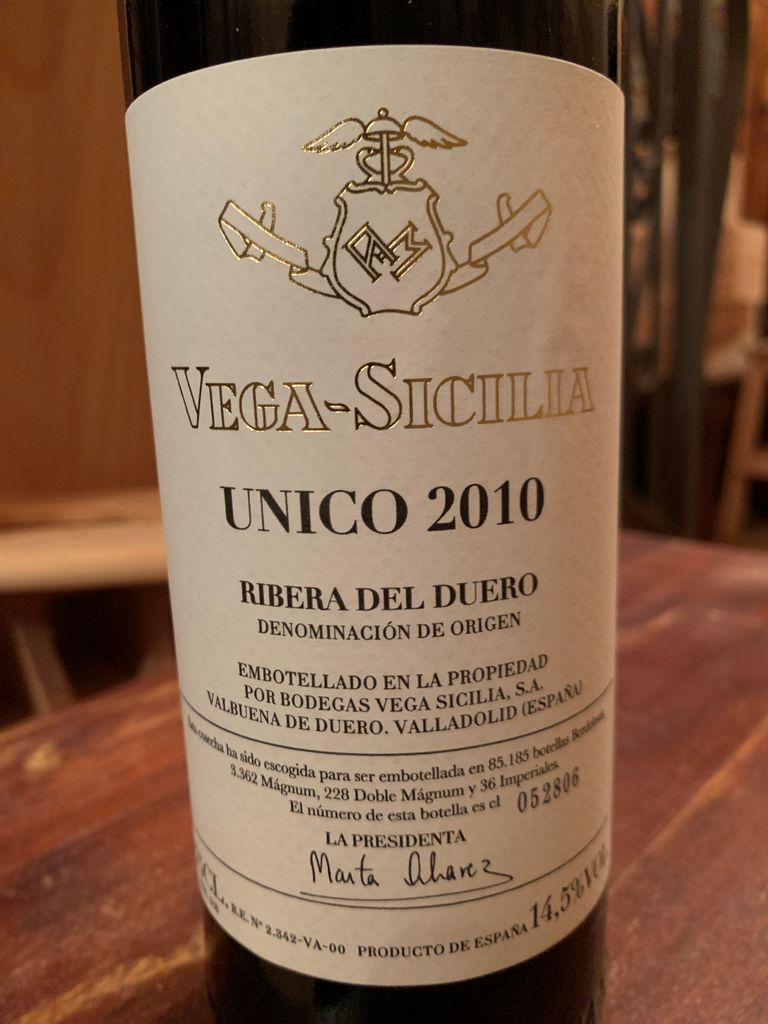 PAM
VEGA-SICILIA
UNICO 2010
RIBERA DEL DUERO
DENOMINACIÓN DE ORIGEN
EMBOTELLADO EN LA PROPIEDAD
POR BODEGAS VEGA SICILIA, S.A.
VALBUENA DE DUERO. VALLADOLID (ESPAÑA)
cosecha ha sido escogida para ser embotellada en 85.185 botellas Bordelesas
3.362 Mágnum, 228 Doble Mágnum y 36 Imperiales.
El número de esta botella es el 052806
LA PRESIDENTA
Marta Alvarez
CL. R.E. Nº 2.342-VA-00 PRODUCTO DE ESPAÑA 14,5% VOL